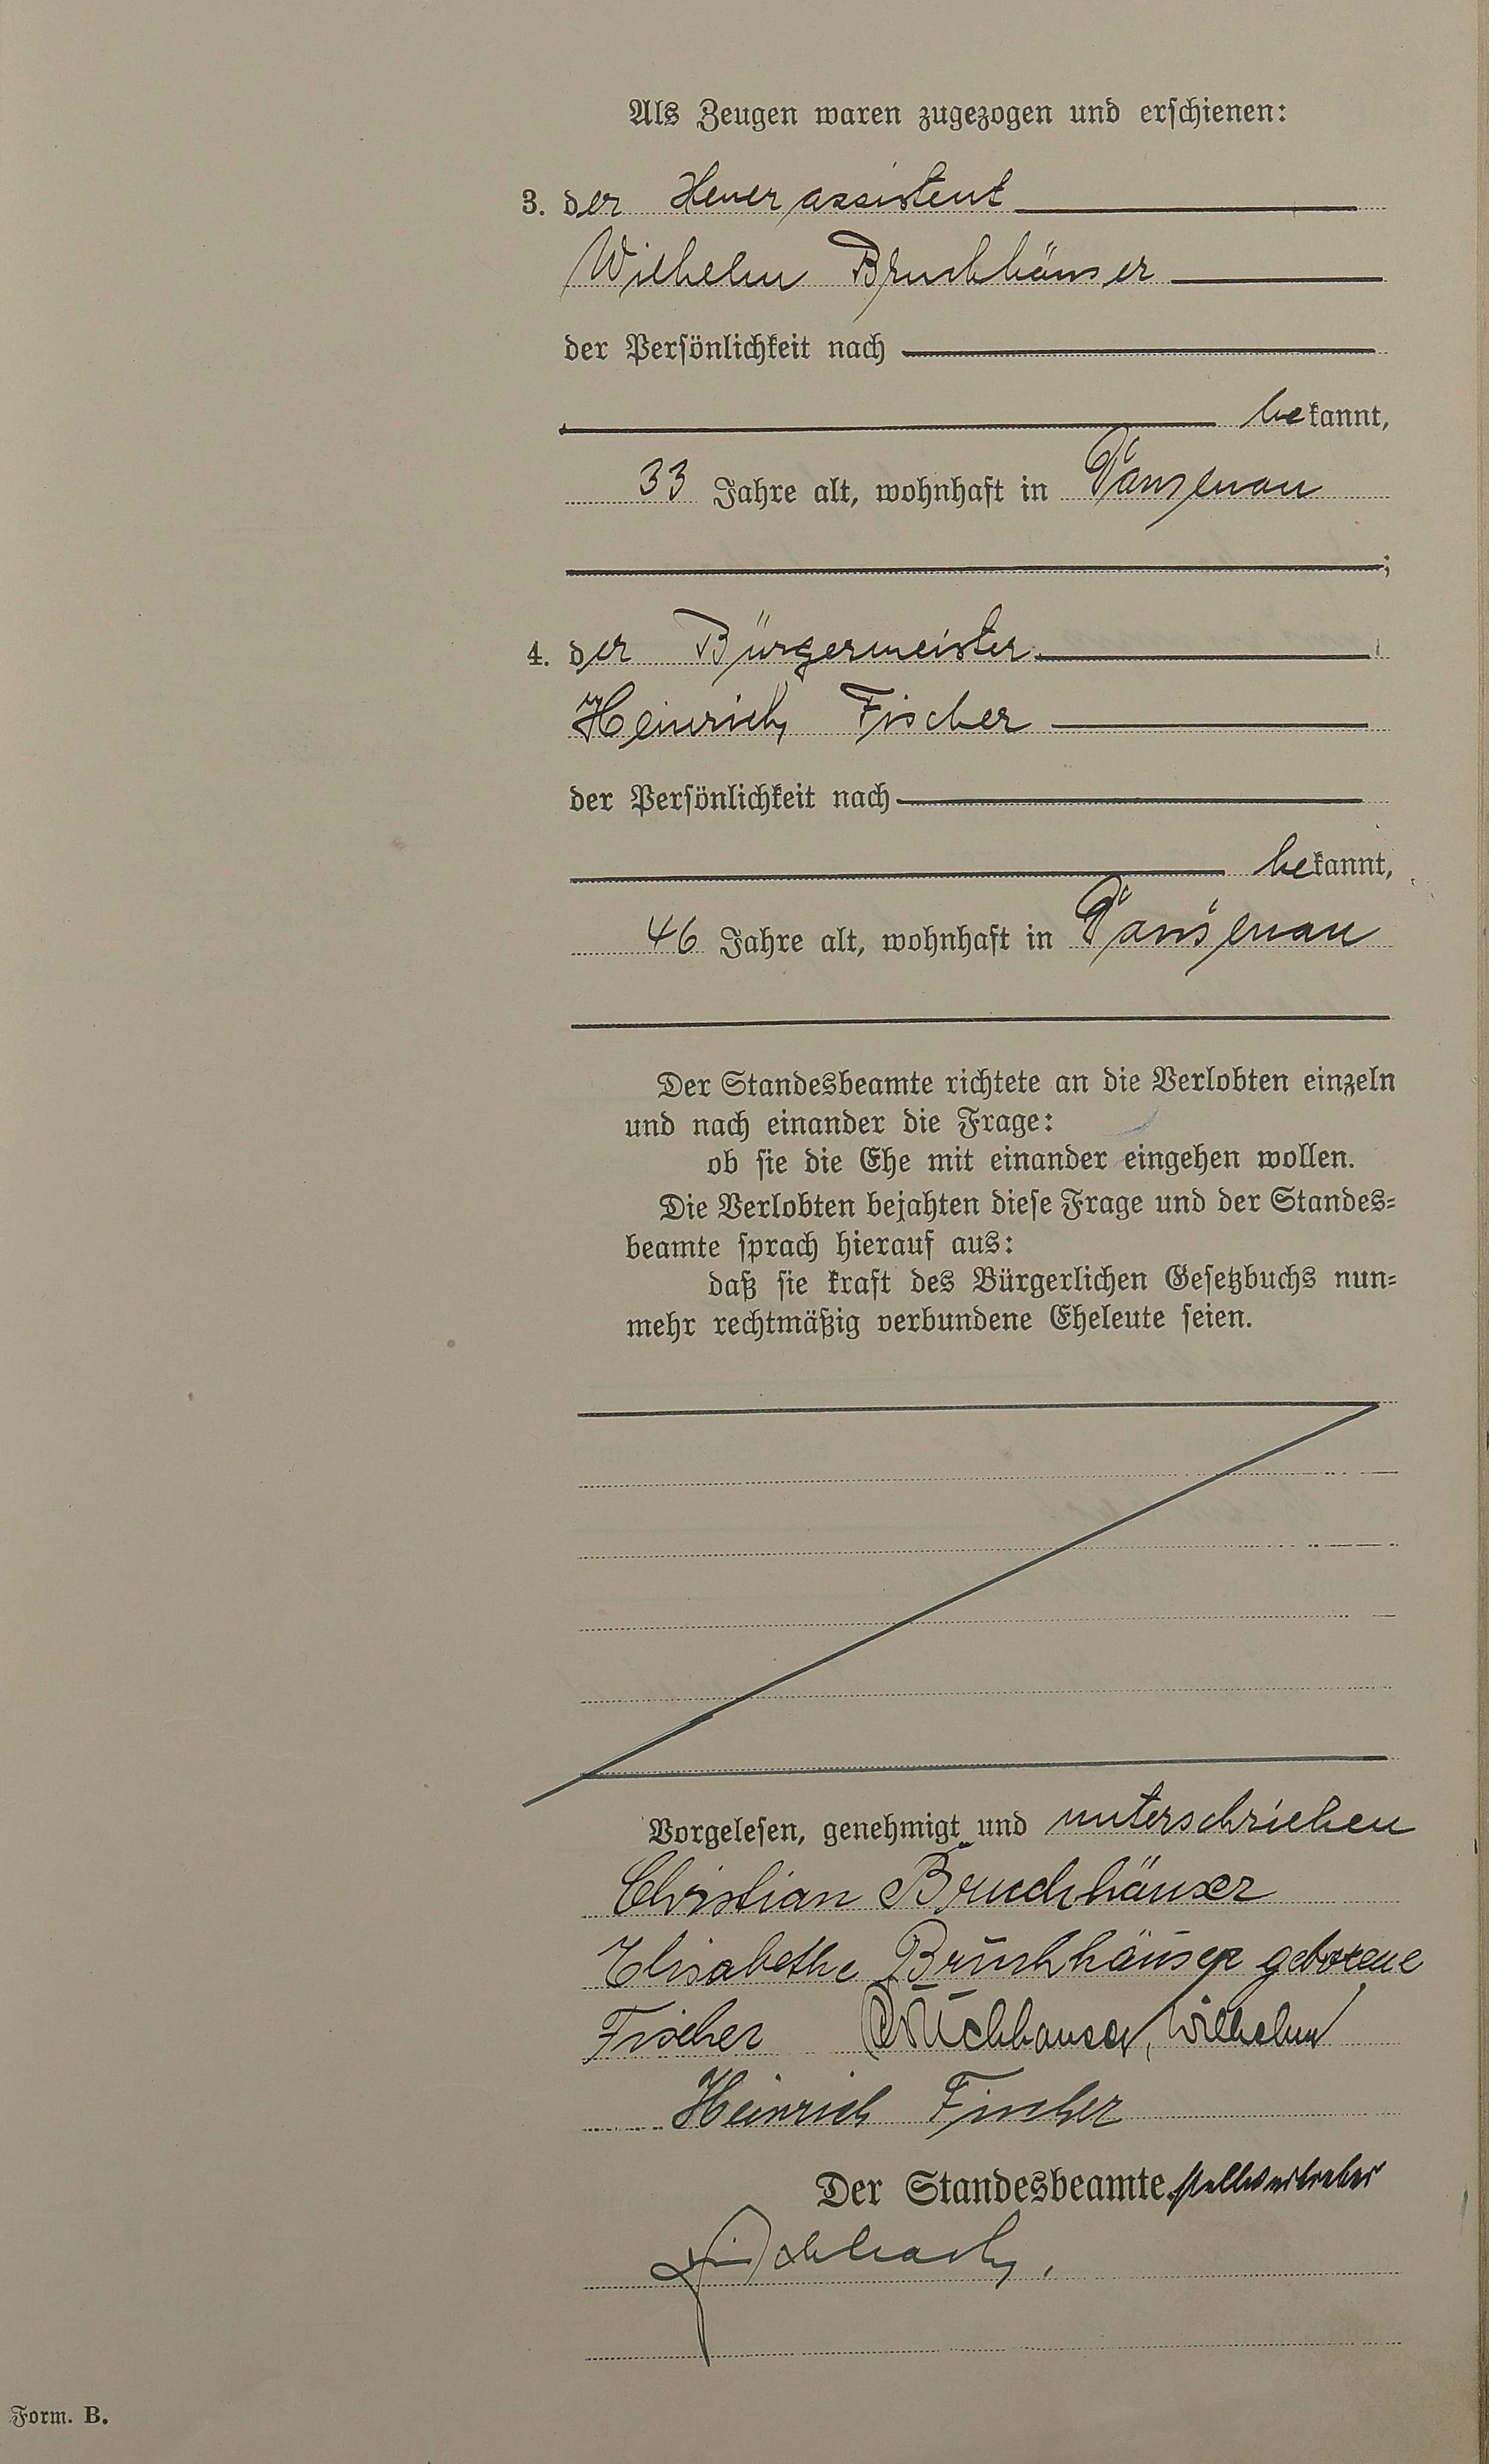 Als Zeugen waren zugezogen und erschienen:
3. der Steuerassistent
Wilhelm Bruchhäuser
der Persönlichkeit nach
bekannt,
33 Jahre alt, wohnhaft in Dausenau
;
4. der Bürgermeister
Heinrich Fischer
der Persönlichkeit nach
bekannt,
46 Jahre alt, wohnhaft in Dausenau
Der Standesbeamte richtete an die Verlobten einzeln
und nach einander die Frage:
ob sie die Ehe mit einander eingehen wollen.
Die Verlobten bejahten diese Frage und der Standes-
beamte sprach hierauf aus:
daß sie kraft des Bürgerlichen Gesetzbuchs nun-
mehr rechtmäßig verbundene Eheleute seien.
Vorgelesen, genehmigt und unterschrieben
Christian Bruchhäuser
Elisabethe Bruchhäuser geborene
Fischer Bruchhäuser, Wilhelm
Heinrich Fischer
Der Standesbeamte. stellvertreter
Form. B.